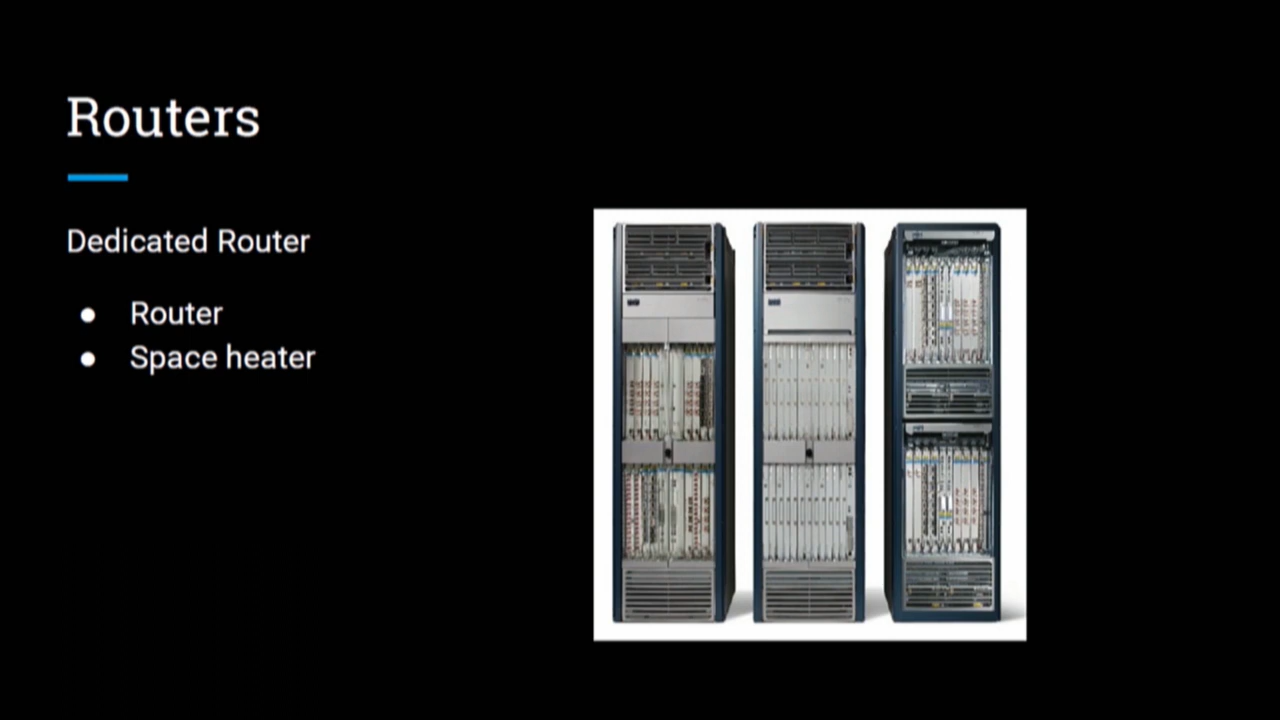 Routers
Dedicated Router
● Router
● Space heater